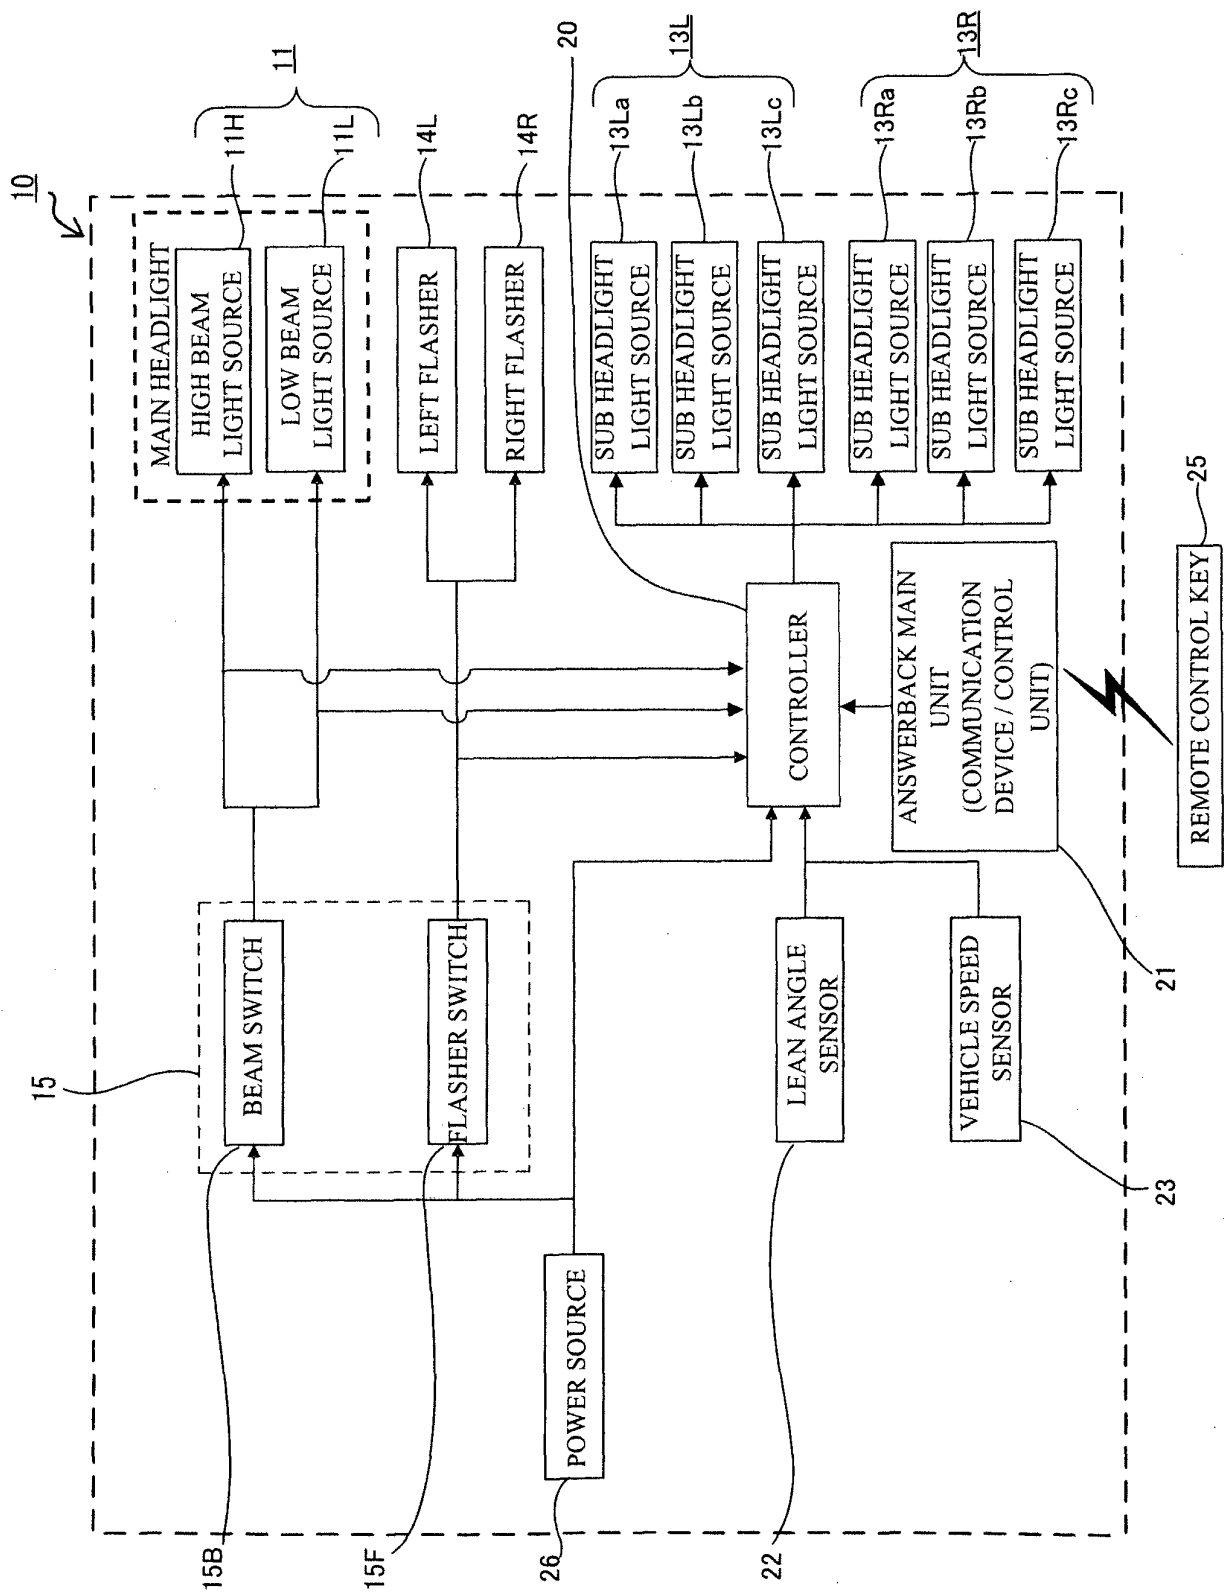 10
11
11H
11L
14L
14R
20
13L
13La
13Lb
13Lc
13R
13Ra
13Rb
13Rc
MAIN HEADLIGHT
HIGH BEAM
LIGHT SOURCE
LOW BEAM
LIGHT SOURCE
LEFT FLASHER
RIGHT FLASHER
SUB HEADLIGHT
LIGHT SOURCE
SUB HEADLIGHT
LIGHT SOURCE
SUB HEADLIGHT
LIGHT SOURCE
SUB HEADLIGHT
LIGHT SOURCE
SUB HEADLIGHT
LIGHT SOURCE
SUB HEADLIGHT
LIGHT SOURCE
CONTROLLER
ANSWERBACK MAIN
UNIT
(COMMUNICATION
DEVICE / CONTROL
UNIT)
25
REMOTE CONTROL KEY
15
BEAM SWITCH
FLASHER SWITCH
LEAN ANGLE
SENSOR
VEHICLE SPEED
SENSOR
21
23
POWER SOURCE
15B
15F
26
22